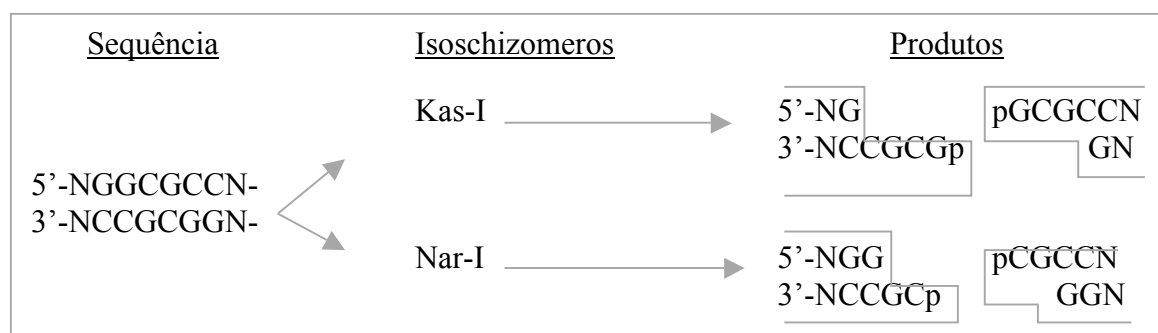 Sequência Isoschizomeros Produtos
Kas-I 5’-NG pGCGCCN
3’-NCCGCGp GN
5’-NGGCGCCN-
3’-NCCGCGGN-
Nar-I 5’-NGG pCGCCN
3’-NCCGCp GGN